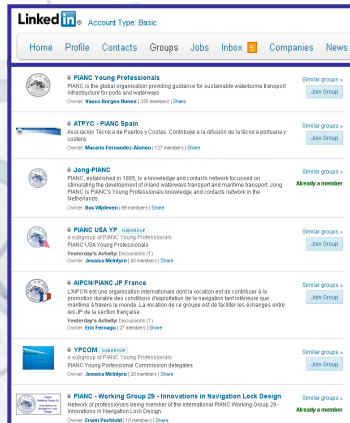 Linked in ® Account Type: Basic
Home Profile Contacts Groups Jobs Inbox 5 Companies News
PIANC Young Professionals
PIANC is the global organisation providing guidance for sustainable waterborne transport
infrastructure for ports and waterways.
Owner: Vasco Borges Nunes | 335 members | Share
Similar groups »
Join Group
ATPYC - PIANC Spain
Asociación Técnica de Puertos y Costas. Contribuye a la difusión de la técnica portuaria y
costera.
Owner: Macario Fernandez-Alonso | 127 members | Share
Similar groups »
Join Group
Jong-PIANC
PIANC, established in 1885, is a knowledge and contacts network focussed on
stimulating the development of inland waterways transport and maritime transport. Jong
PIANC is PIANC's Young Professionals knowledge and contacts network in the
Netherlands.
Owner: Bas Wijdeven | 99 members | Share
Similar groups »
Already a member
PIANC USA YP SUBGROUP
a subgroup of PIANC Young Professionals
PIANC USA Young Professionals
Yesterday's Activity: Discussions (1)
Owner: Jessica McIntyre | 43 members | Share
Similar groups »
Join Group
AIPCN/PIANC JP France
L'AIPCN est une organisation internationale dont la vocation est de contribuer à la
promotion durable des conditions d'exploitation de la navigation tant intérieure que
maritime à travers le monde. La vocation de ce groupe est de faciliter les échanges entre
les JP de la section française.
Yesterday's Activity: Discussions (1)
Owner: Eric Fernagu | 27 members | Share
Similar groups »
Join Group
YPCOM SUBGROUP
a subgroup of PIANC Young Professionals
PIANC Young Professional Commission delegates
Owner: Jessica McIntyre | 20 members | Share
Similar groups »
Join Group
PIANC - Working Group 29 - Innovations in Navigation Lock Design
Network of professionals being member of the international PIANC Working Group 29 -
Innovations in Navigation Lock Design.
Owner: Erwin Pechtold | 10 members | Share
Similar groups »
Already a member